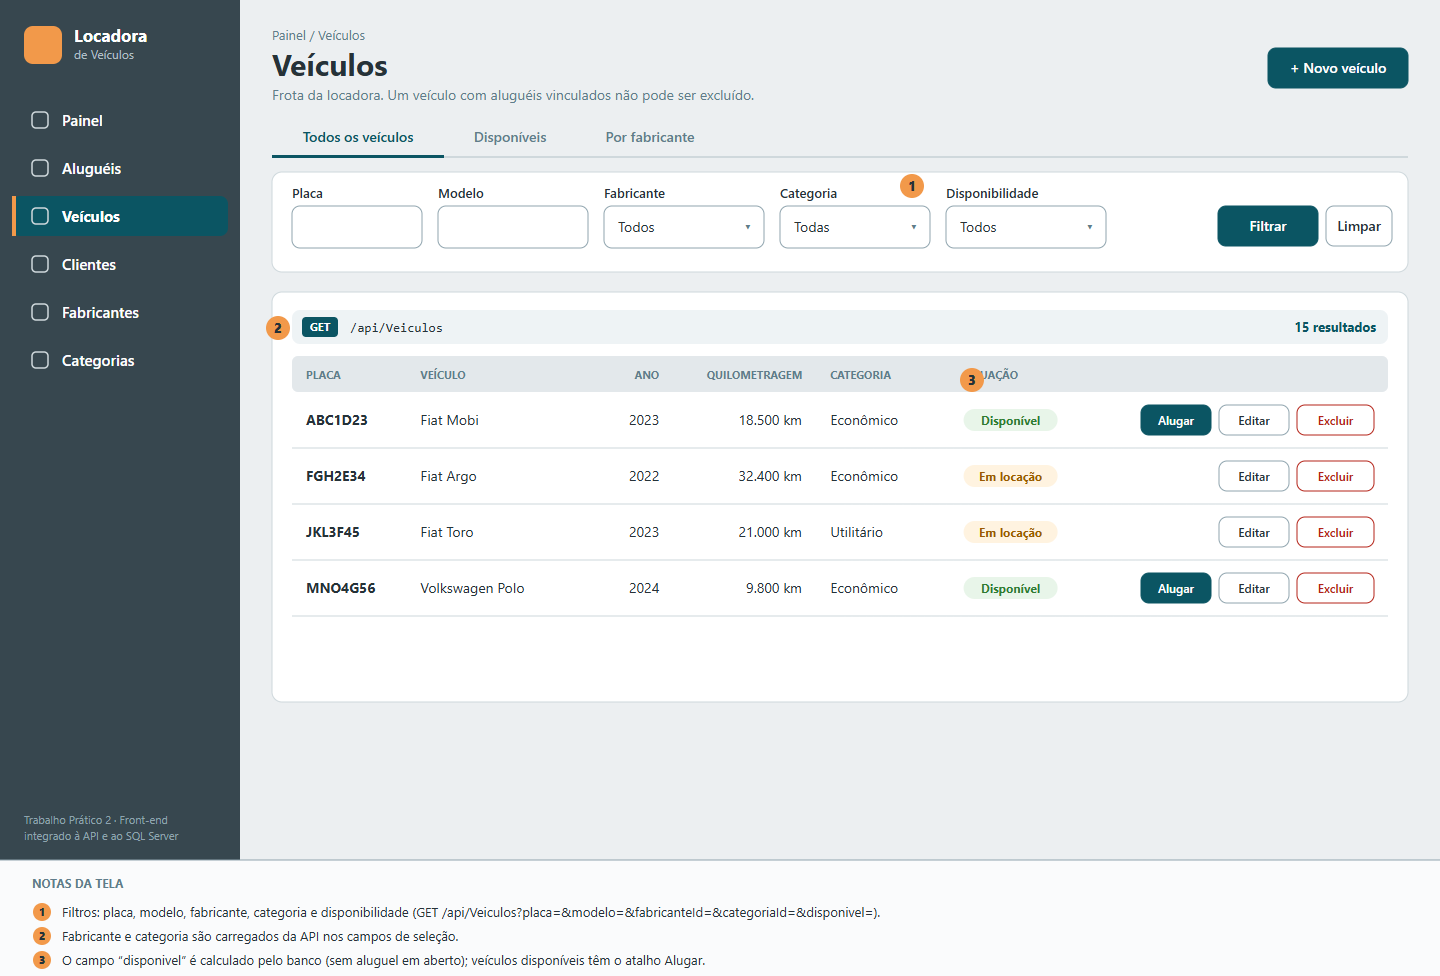 Locadora
de Veículos
Painel
Aluguéis
Veículos
Clientes
Fabricantes
Categorias
Trabalho Prático 2 · Front-end
integrado à API e ao SQL Server
Painel / Veículos
Veículos
Frota da locadora. Um veículo com aluguéis vinculados não pode ser excluído.
+ Novo veículo
Todos os veículos Disponíveis Por fabricante
Placa Modelo Fabricante Categoria 1 Disponibilidade
Todos ▾ Todas ▾ Todos ▾ Filtrar Limpar
2 GET /api/Veiculos 15 resultados
PLACA VEÍCULO ANO QUILOMETRAGEM CATEGORIA 3 UAÇÃO
ABC1D23 Fiat Mobi 2023 18.500 km Econômico Disponível Alugar Editar Excluir
FGH2E34 Fiat Argo 2022 32.400 km Econômico Em locação Editar Excluir
JKL3F45 Fiat Toro 2023 21.000 km Utilitário Em locação Editar Excluir
MNO4G56 Volkswagen Polo 2024 9.800 km Econômico Disponível Alugar Editar Excluir
NOTAS DA TELA
1 Filtros: placa, modelo, fabricante, categoria e disponibilidade (GET /api/Veiculos?placa=&modelo=&fabricanteId=&categoriaId=&disponivel=).
2 Fabricante e categoria são carregados da API nos campos de seleção.
3 O campo “disponivel” é calculado pelo banco (sem aluguel em aberto); veículos disponíveis têm o atalho Alugar.